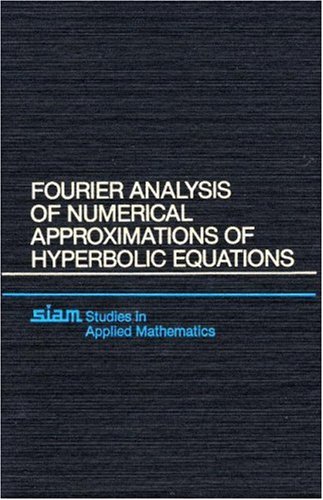 FOURIER ANALYSIS
OF NUMERICAL
APPROXIMATIONS OF
HYPERBOLIC EQUATIONS
siam Studies in
Applied Mathematics